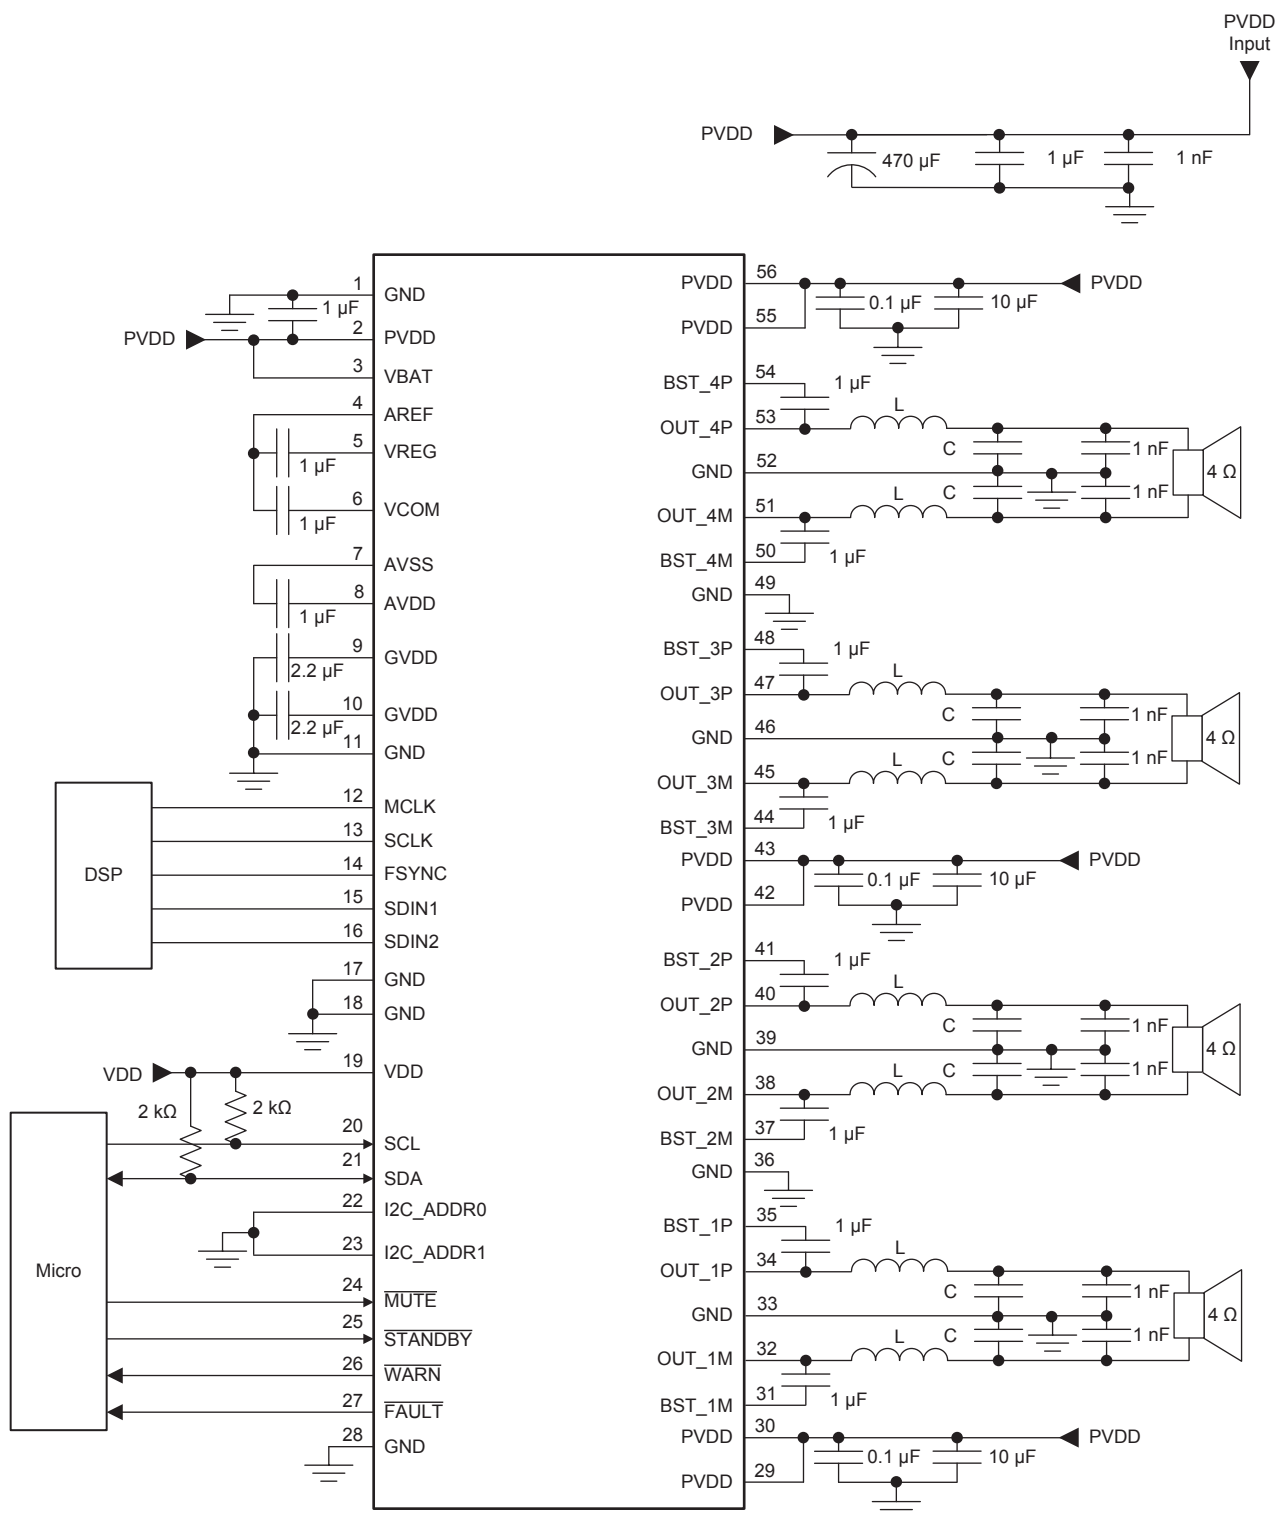 PVDD
Input
PVDD
470 µF
1 µF
1 nF
1
GND
1 µF
PVDD
2
PVDD
3
VBAT
4
AREF
5
VREG
1 µF
6
VCOM
1 µF
7
AVSS
8
AVDD
1 µF
9
GVDD
2.2 µF
10
GVDD
2.2 µF
11
GND
DSP
12
MCLK
13
SCLK
14
FSYNC
15
SDIN1
16
SDIN2
17
GND
18
GND
VDD
19
VDD
2 kΩ
2 kΩ
Micro
20
SCL
21
SDA
22
I2C_ADDR0
23
I2C_ADDR1
24
MUTE
25
STANDBY
26
WARN
27
FAULT
28
GND
PVDD
56
PVDD
0.1 µF
10 µF
PVDD
55
BST_4P
54
1 µF
OUT_4P
53
L
C
1 nF
GND
52
4 Ω
C
1 nF
L
OUT_4M
51
BST_4M
50
1 µF
GND
49
BST_3P
48
1 µF
OUT_3P
47
L
C
1 nF
GND
46
4 Ω
C
1 nF
L
OUT_3M
45
BST_3M
44
1 µF
PVDD
43
PVDD
0.1 µF
10 µF
PVDD
42
BST_2P
41
1 µF
OUT_2P
40
L
C
1 nF
GND
39
4 Ω
C
1 nF
L
OUT_2M
38
BST_2M
37
1 µF
GND
36
BST_1P
35
1 µF
OUT_1P
34
L
C
1 nF
GND
33
4 Ω
C
1 nF
L
OUT_1M
32
BST_1M
31
1 µF
PVDD
30
PVDD
0.1 µF
10 µF
PVDD
29